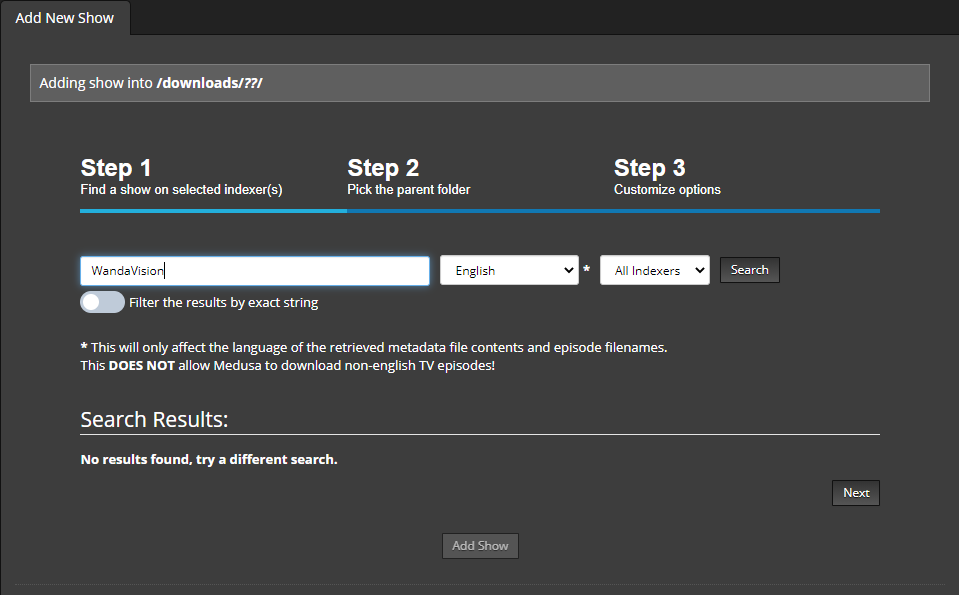 Add New Show
Adding show into /downloads/??/
Step 1
Find a show on selected indexer(s)
Step 2
Pick the parent folder
Step 3
Customize options
WandaVision
English
*
All Indexers
Search
Filter the results by exact string
* This will only affect the language of the retrieved metadata file contents and episode filenames.
This DOES NOT allow Medusa to download non-english TV episodes!
Search Results:
No results found, try a different search.
Next
Add Show